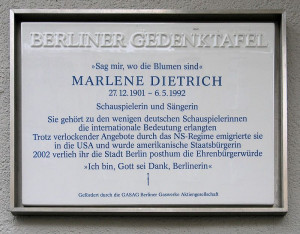 BERLINER GEDENKTAFEL
»Sag mir, wo die Blumen sind«
MARLENE DIETRICH
27.12.1901 – 6.5.1992
Schauspielerin und Sängerin
Sie gehört zu den wenigen deutschen Schauspielerinnen
die internationale Bedeutung erlangten
Trotz verlockender Angebote durch das NS-Regime emigrierte sie
in die USA und wurde amerikanische Staatsbürgerin
2002 verlieh ihr die Stadt Berlin posthum die Ehrenbürgerwürde
»Ich bin, Gott sei Dank, Berlinerin«
Gefördert durch die GASAG Berliner Gaswerke Aktiengesellschaft